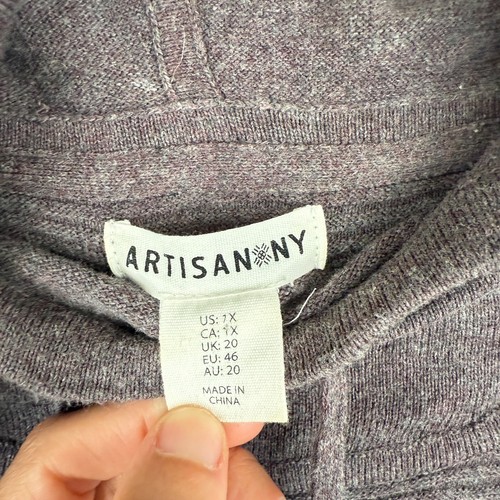 ARTISAN NY
US: 1X
CA: 1X
UK: 20
EU: 46
AU: 20
MADE IN
CHINA